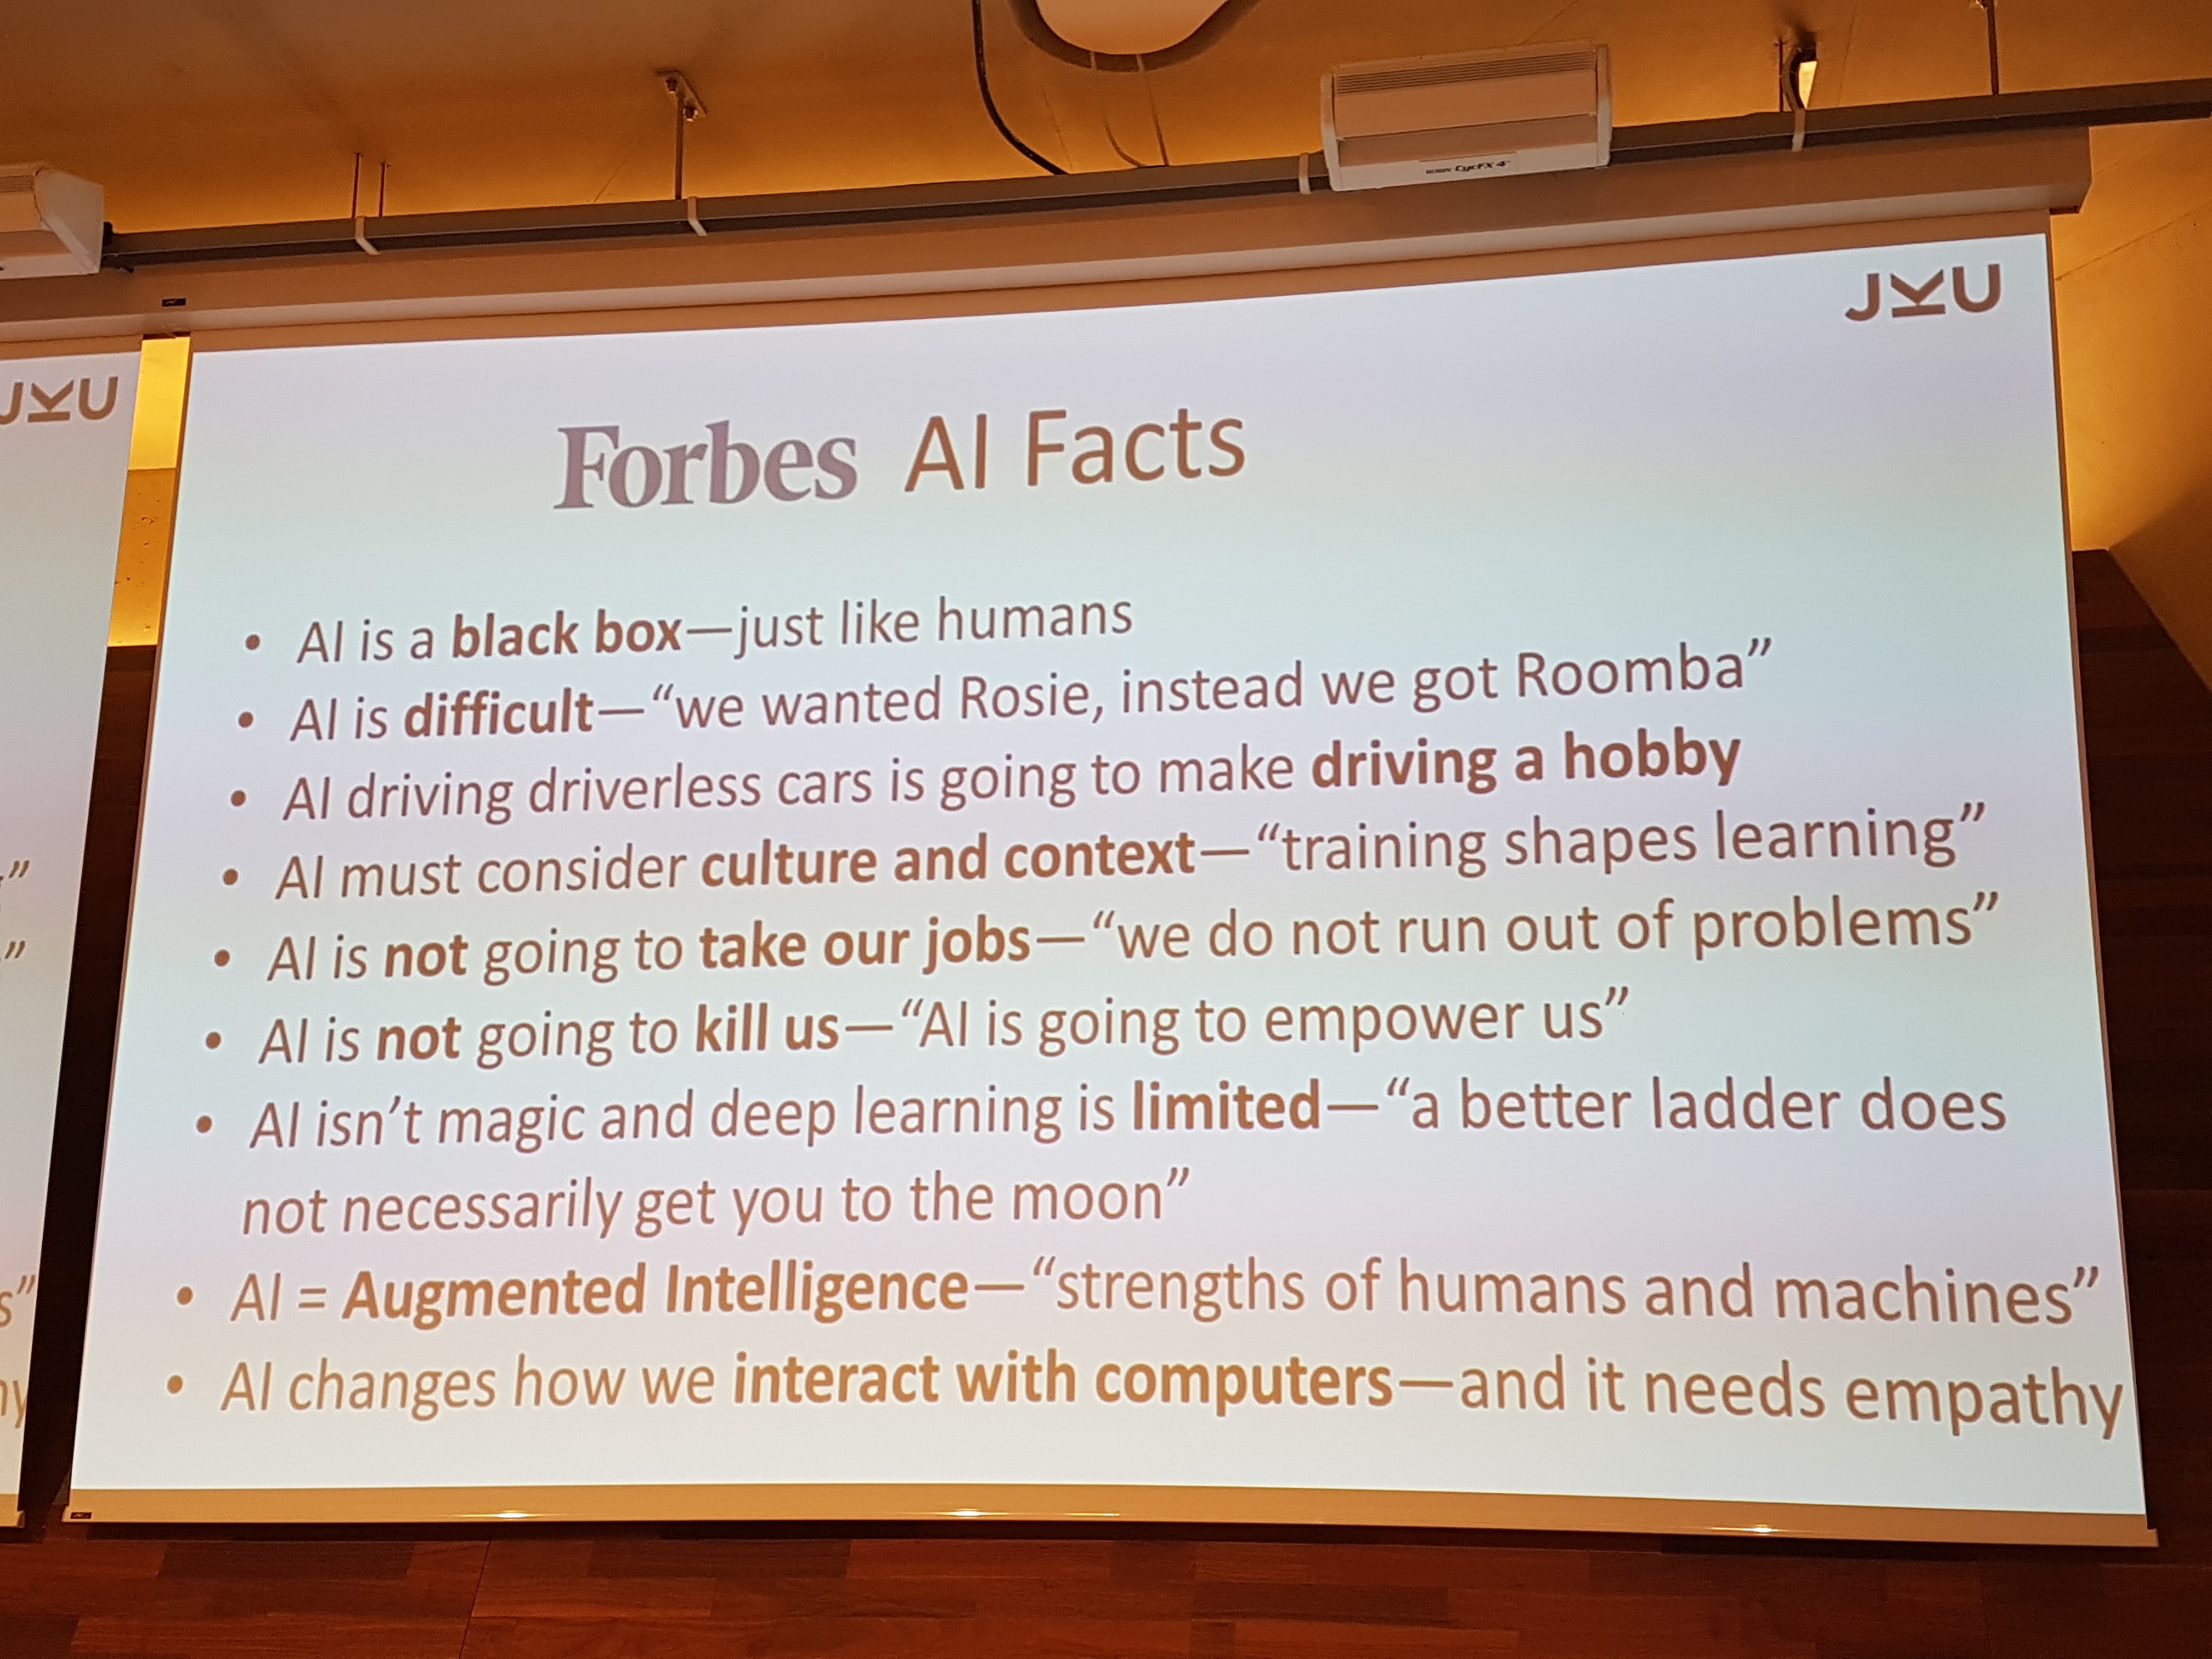 ROBIN CycFX 4
JKU
JKU
Forbes AI Facts
• AI is a black box—just like humans
• AI is difficult—“we wanted Rosie, instead we got Roomba”
• AI driving driverless cars is going to make driving a hobby
• AI must consider culture and context—“training shapes learning”
• AI is not going to take our jobs—“we do not run out of problems”
• AI is not going to kill us—“AI is going to empower us”
• AI isn’t magic and deep learning is limited—“a better ladder does
not necessarily get you to the moon”
• AI = Augmented Intelligence—“strengths of humans and machines”
• AI changes how we interact with computers—and it needs empathy